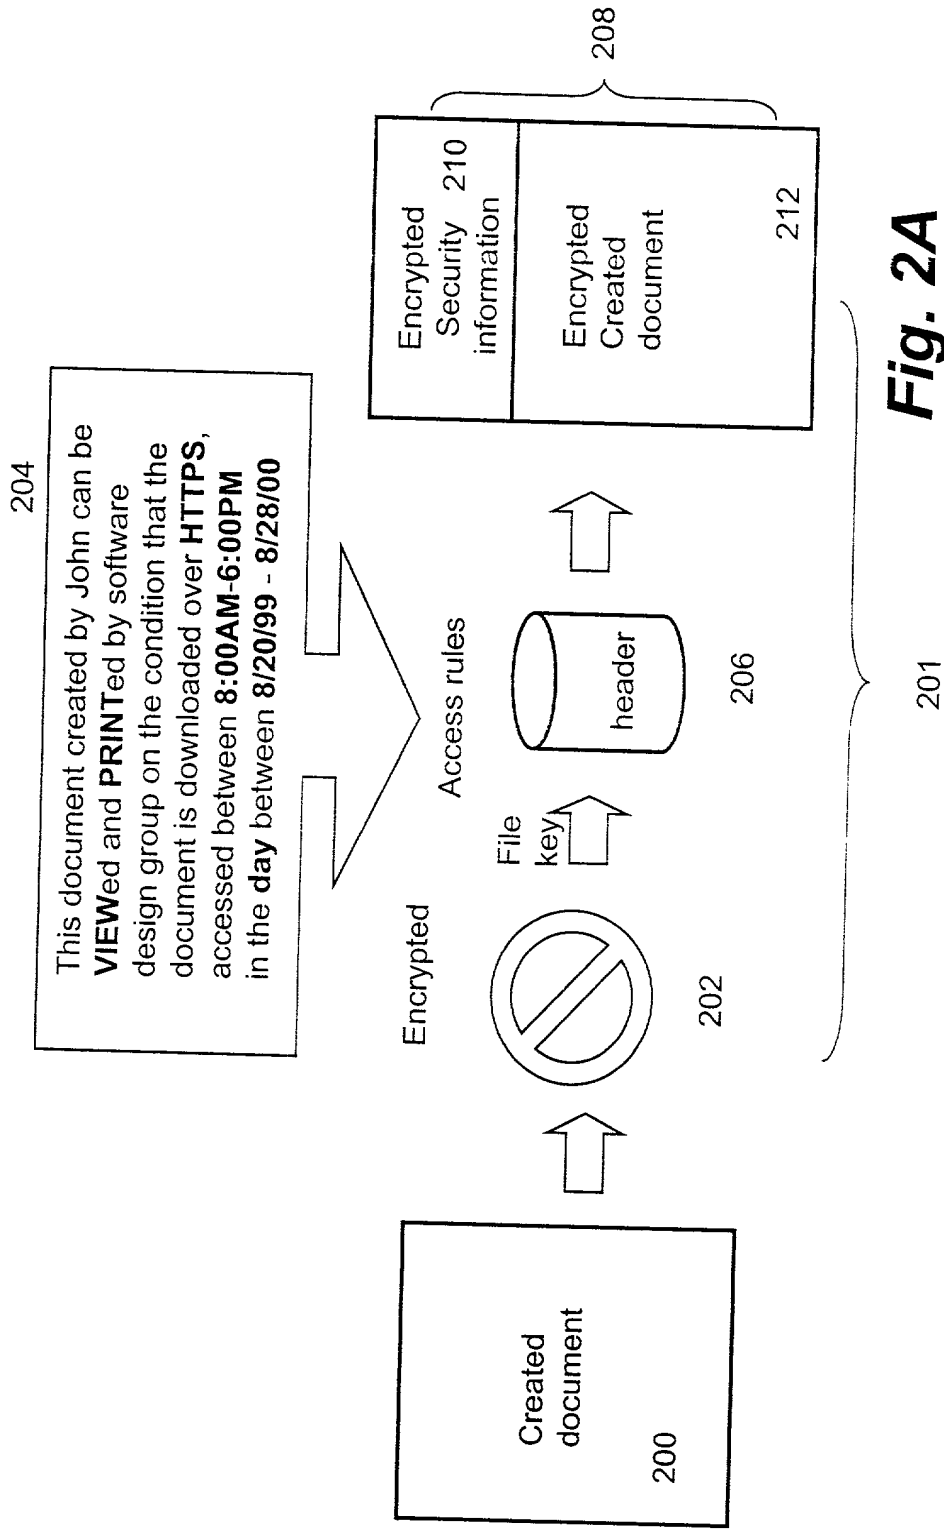 204
This document created by John can be
VIEWed and PRINTed by software
design group on the condition that the
document is downloaded over HTTPS,
accessed between 8:00AM-6:00PM
in the day between 8/20/99 - 8/28/00
Created
document
200
Encrypted
202
File
key
Access rules
header
206
Encrypted
Security 210
information
Encrypted
Created
document
212
208
201
Fig. 2A